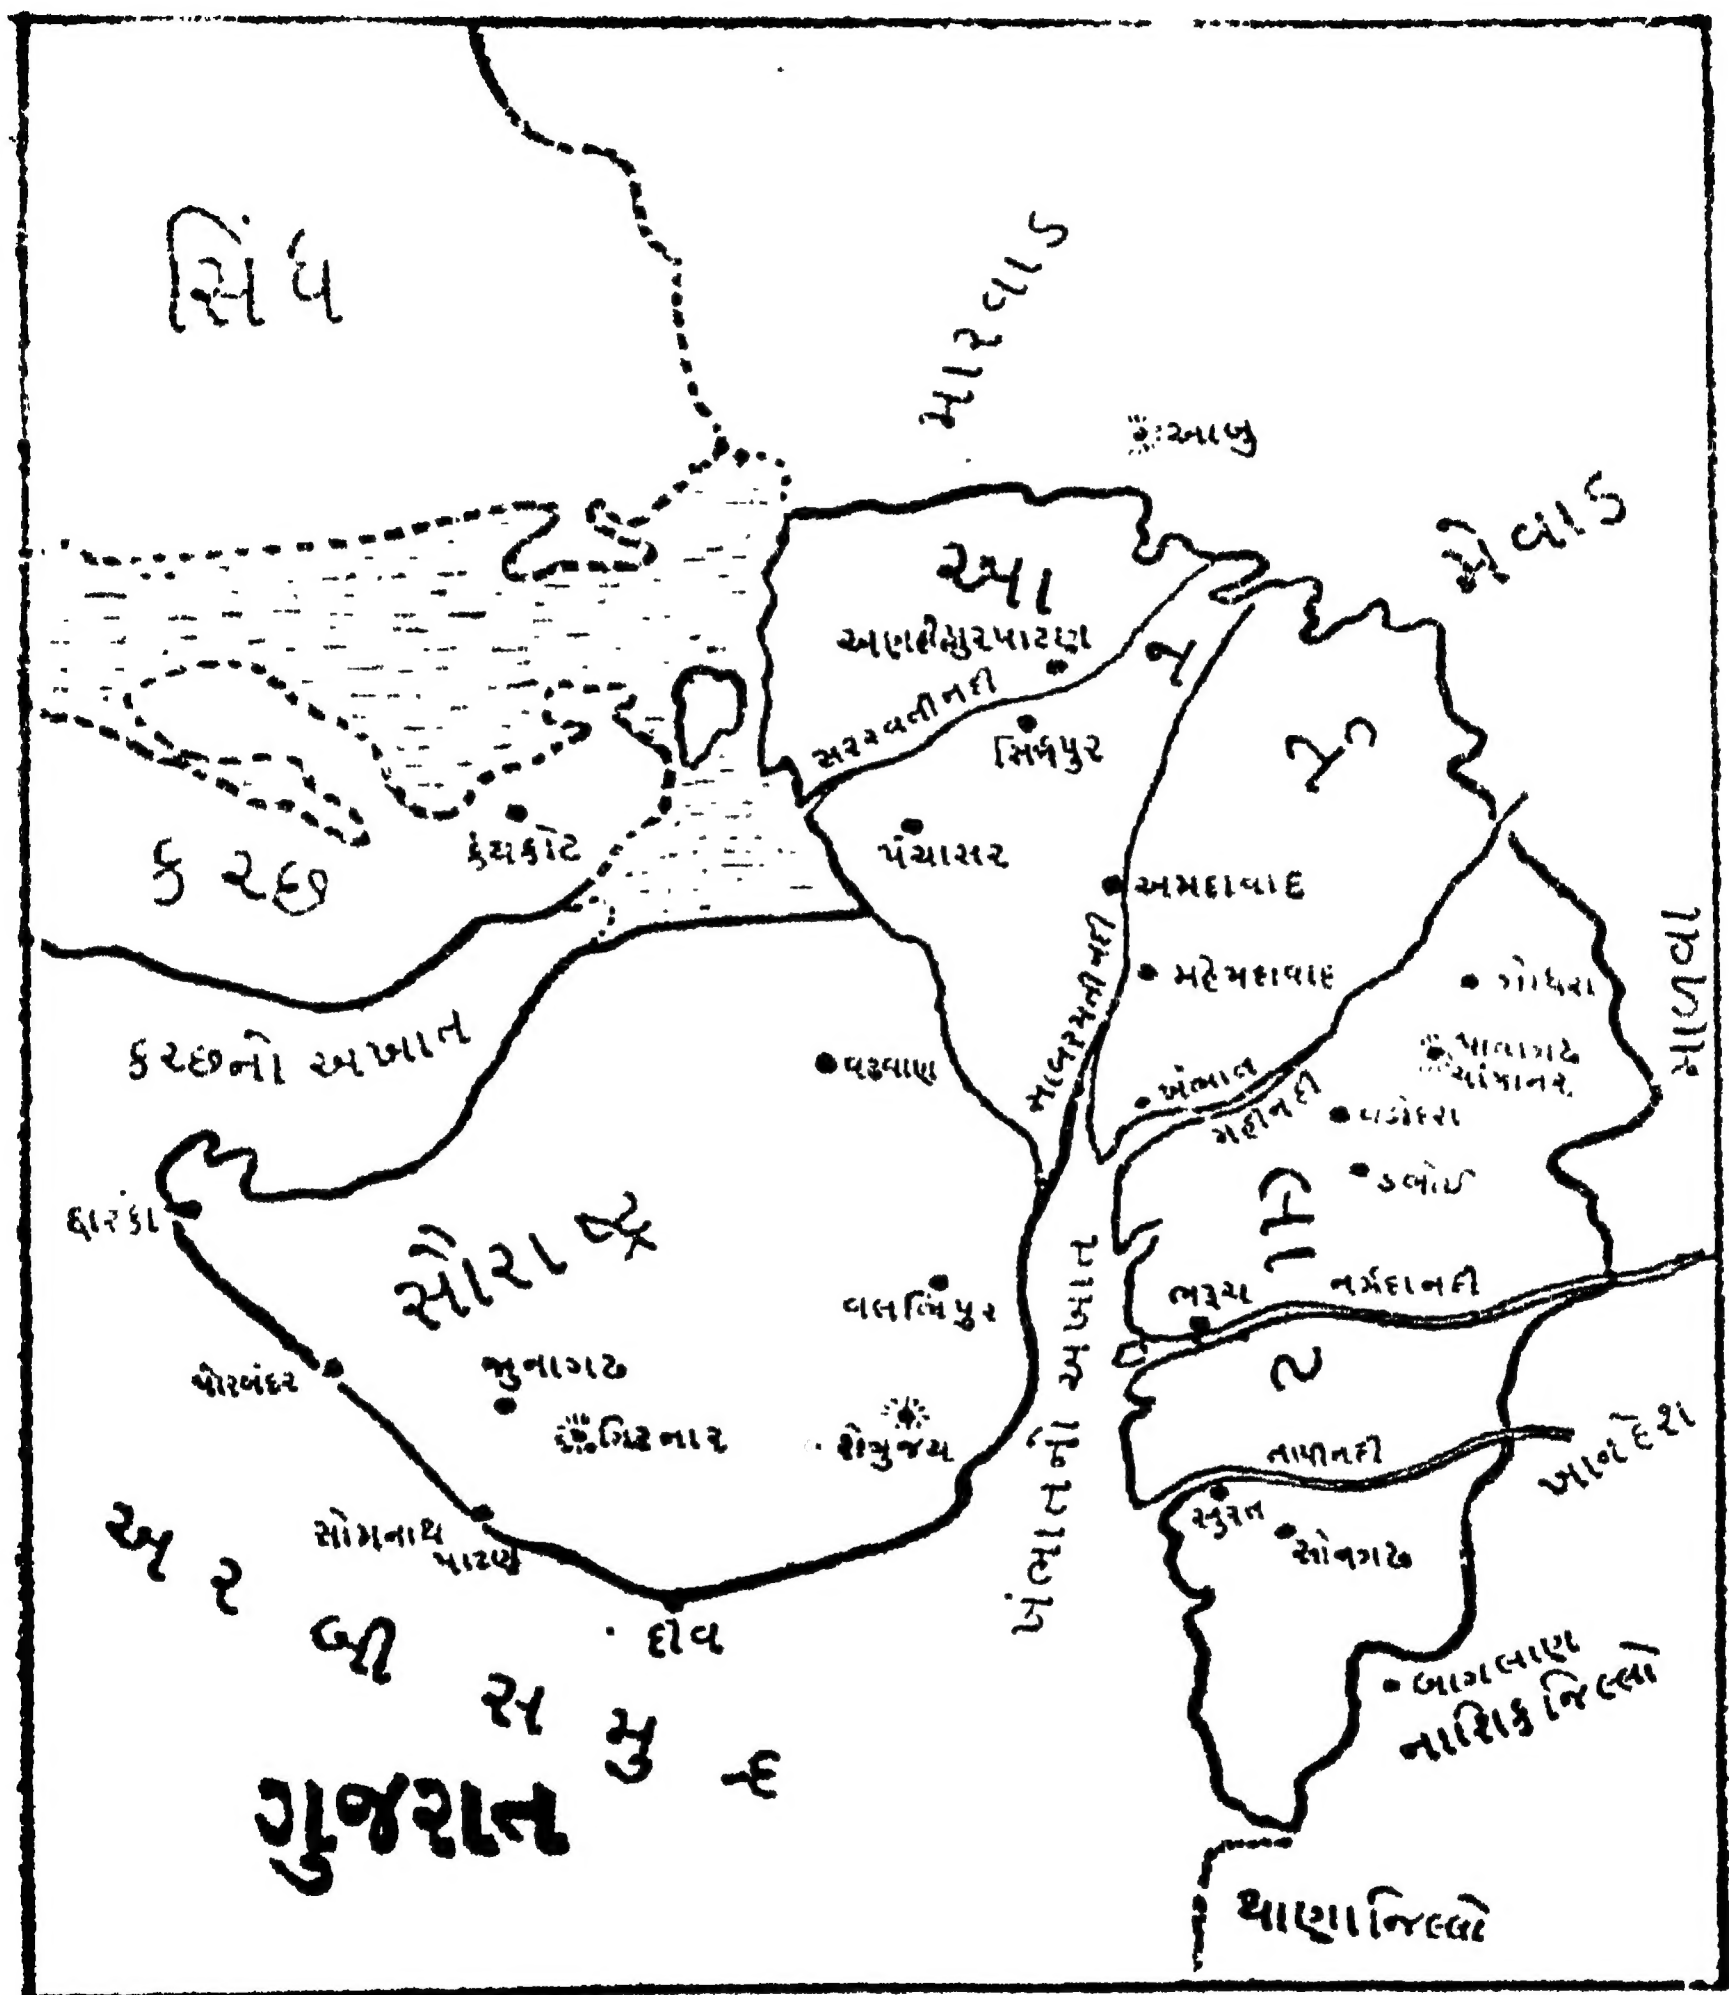 સિંધ
મારવાડ
આબુ
મેવાડ
આ
અણહીલપુરપાટણ
જ
સરસ્વતીનદી
સિધ્ધપુર
કંથકોટ
પંચાસર
કચ્છ
અમદાવાદ
માળવા
સાબરમતીનદી
મહેમદાવાદ
ગોધરા
કચ્છનો અખાત
પાવાગઢ
ચાંપાનેર
વઢવાણ
ખંભાત
મહીનદી
વડોદરા
ડભોઈ
દ્વારકા
સૌરાષ્ટ્ર
વલભિપુર
ભરૂચ
નર્મદાનદી
ખંભાતનો અખાત
પોરબંદર
જુનાગઢ
ગિરનાર
શેત્રુંજય
તાપીનદી
ખાનદેશ
સુરત
સોનગઢ
સોમનાથ
પાટણ
અરબી સમુદ્ર
દીવ
બાગલાણ
નાશિક જિલ્લો
ગુજરાત
થાણા જિલ્લો